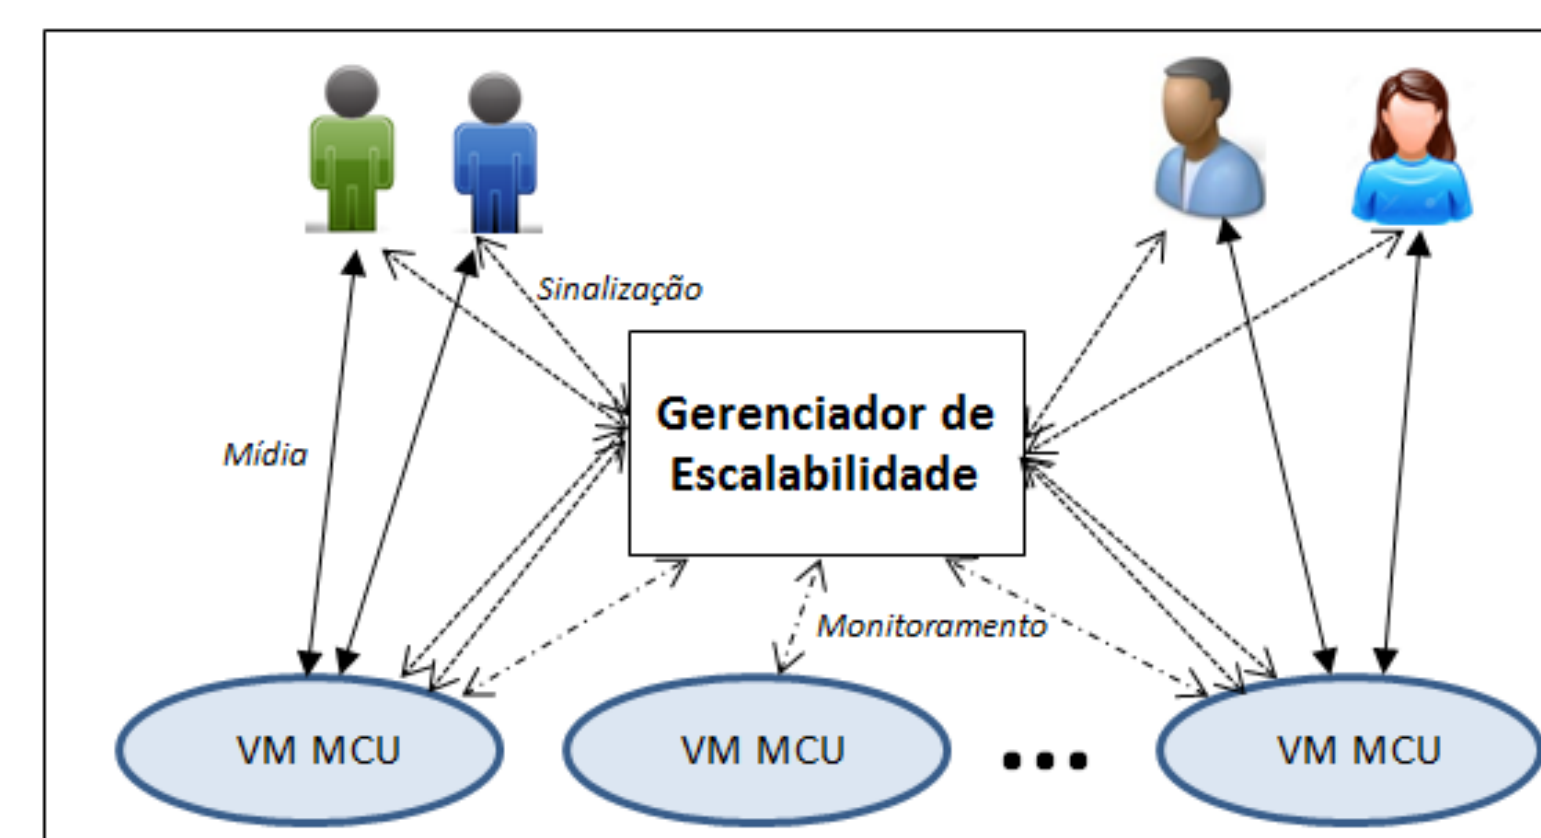 Sinalização
Gerenciador de
Escalabilidade
Mídia
Monitoramento
VM MCU
VM MCU
...
VM MCU